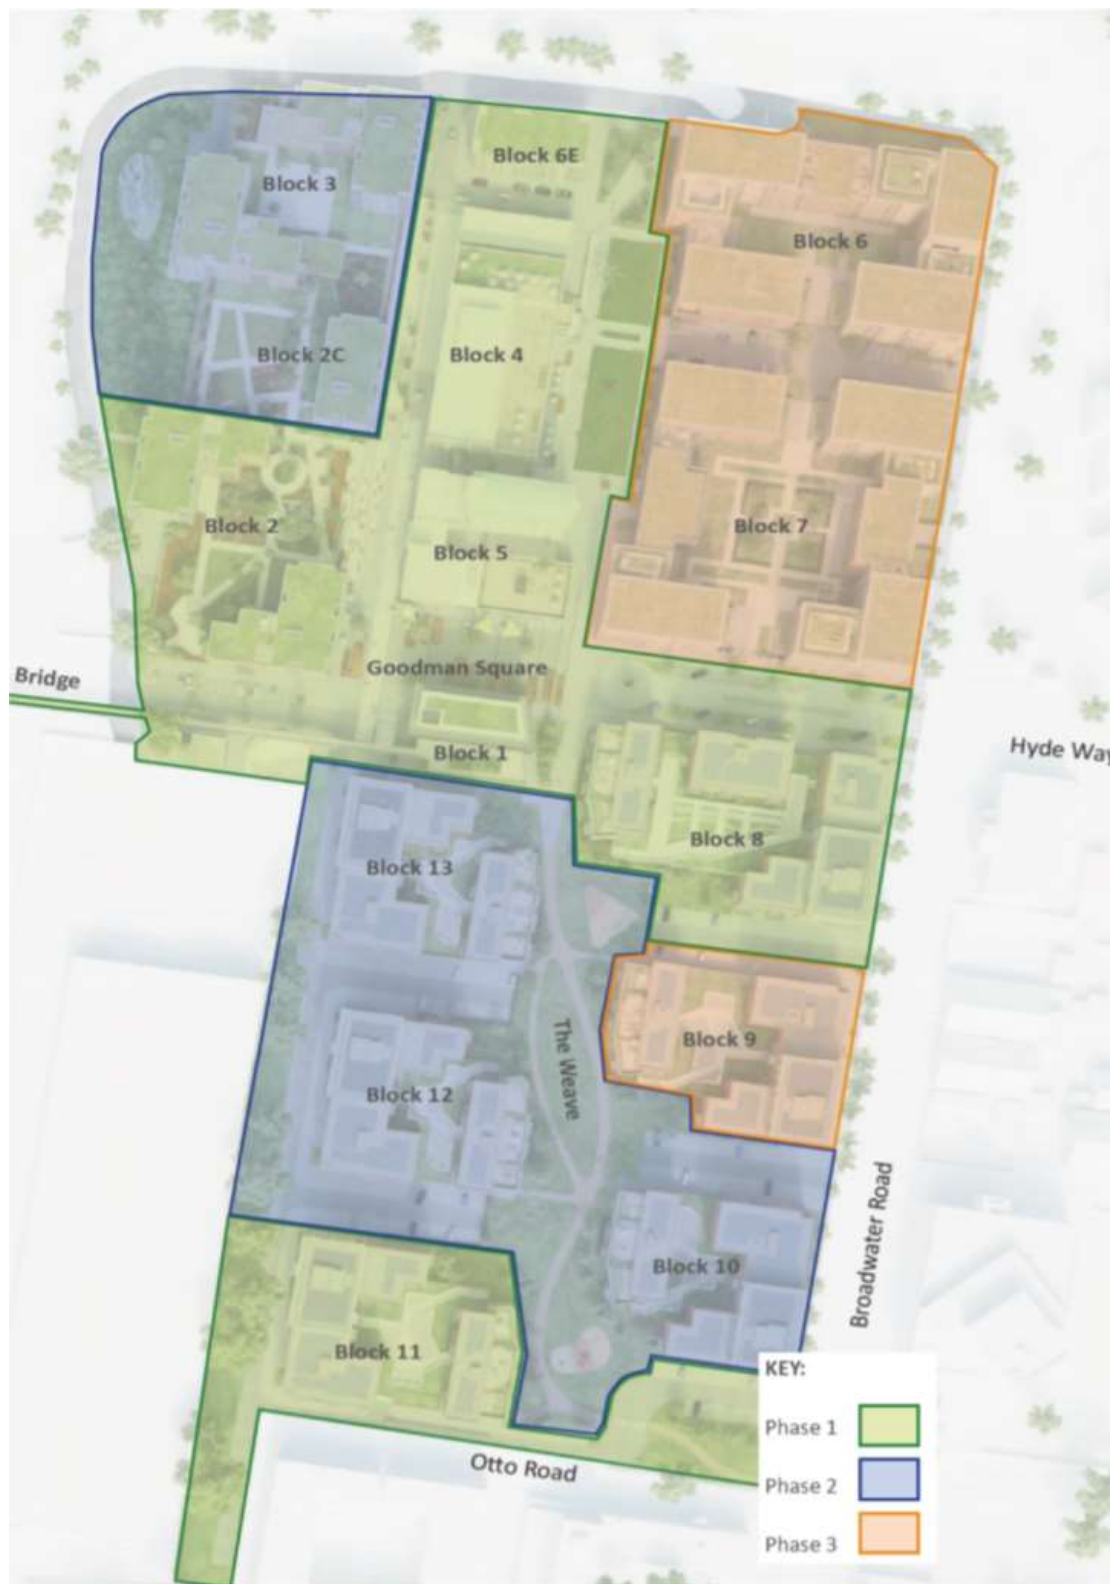 Block 6E
Block 3
Block 6
Block 2C
Block 4
Block 2
Block 5
Block 7
Goodman Square
Bridge
Block 1
Hyde Way
Block 8
Block 13
The Weave
Block 9
Block 12
Broadwater Road
Block 10
Block 11
Otto Road
KEY:
Phase 1
Phase 2
Phase 3